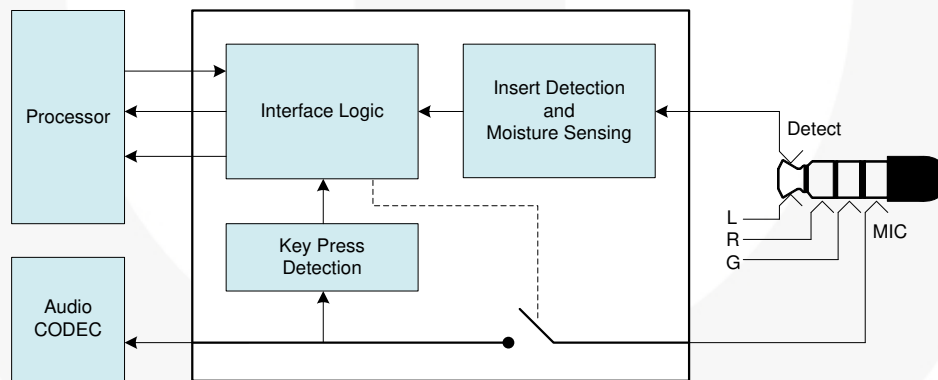 Processor
Interface Logic
Insert Detection
and
Moisture Sensing
Detect
L
R
G
MIC
Key Press
Detection
Audio
CODEC